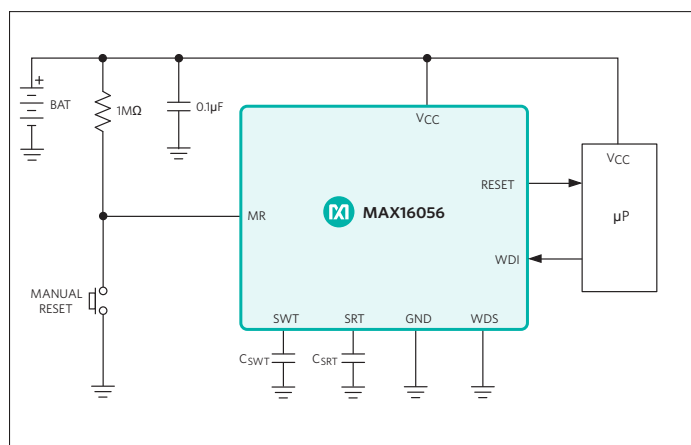 +
BAT
1MΩ
0.1µF
VCC
VCC
RESET
µP
MR
MAX16056
WDI
MANUAL
RESET
SWT
SRT
GND
WDS
CSWT
CSRT